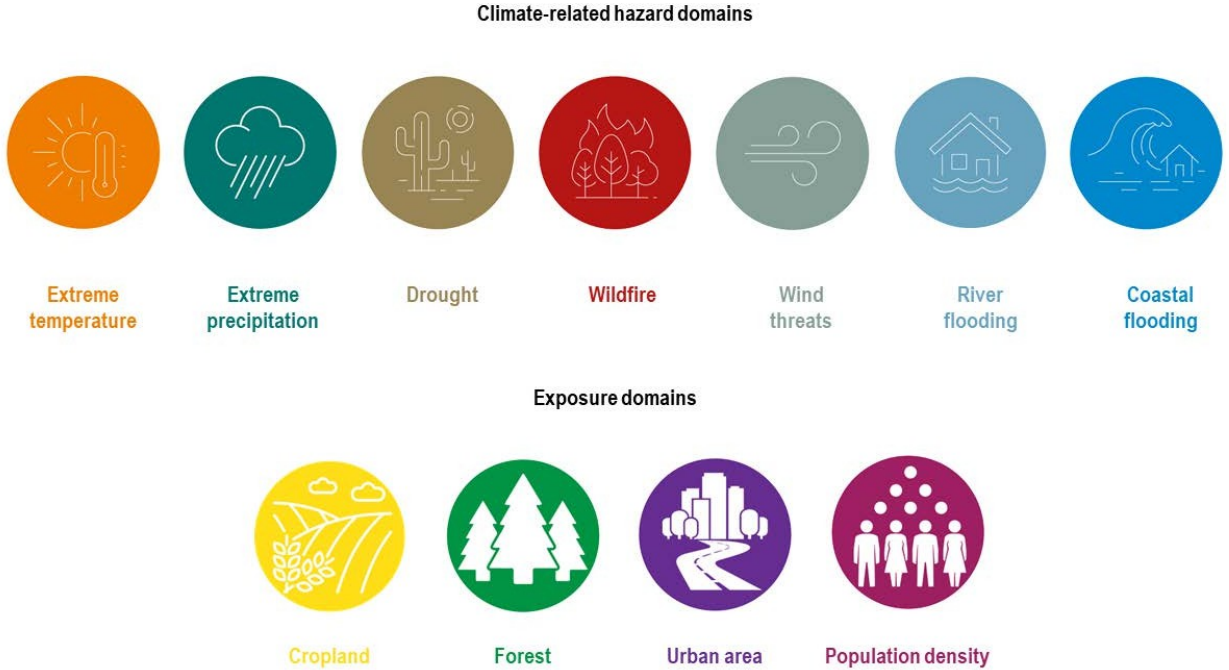 Climate-related hazard domains
Extreme
temperature
Extreme
precipitation
Drought
Wildfire
Wind
threats
River
flooding
Coastal
flooding
Exposure domains
Cropland
Forest
Urban area
Population density